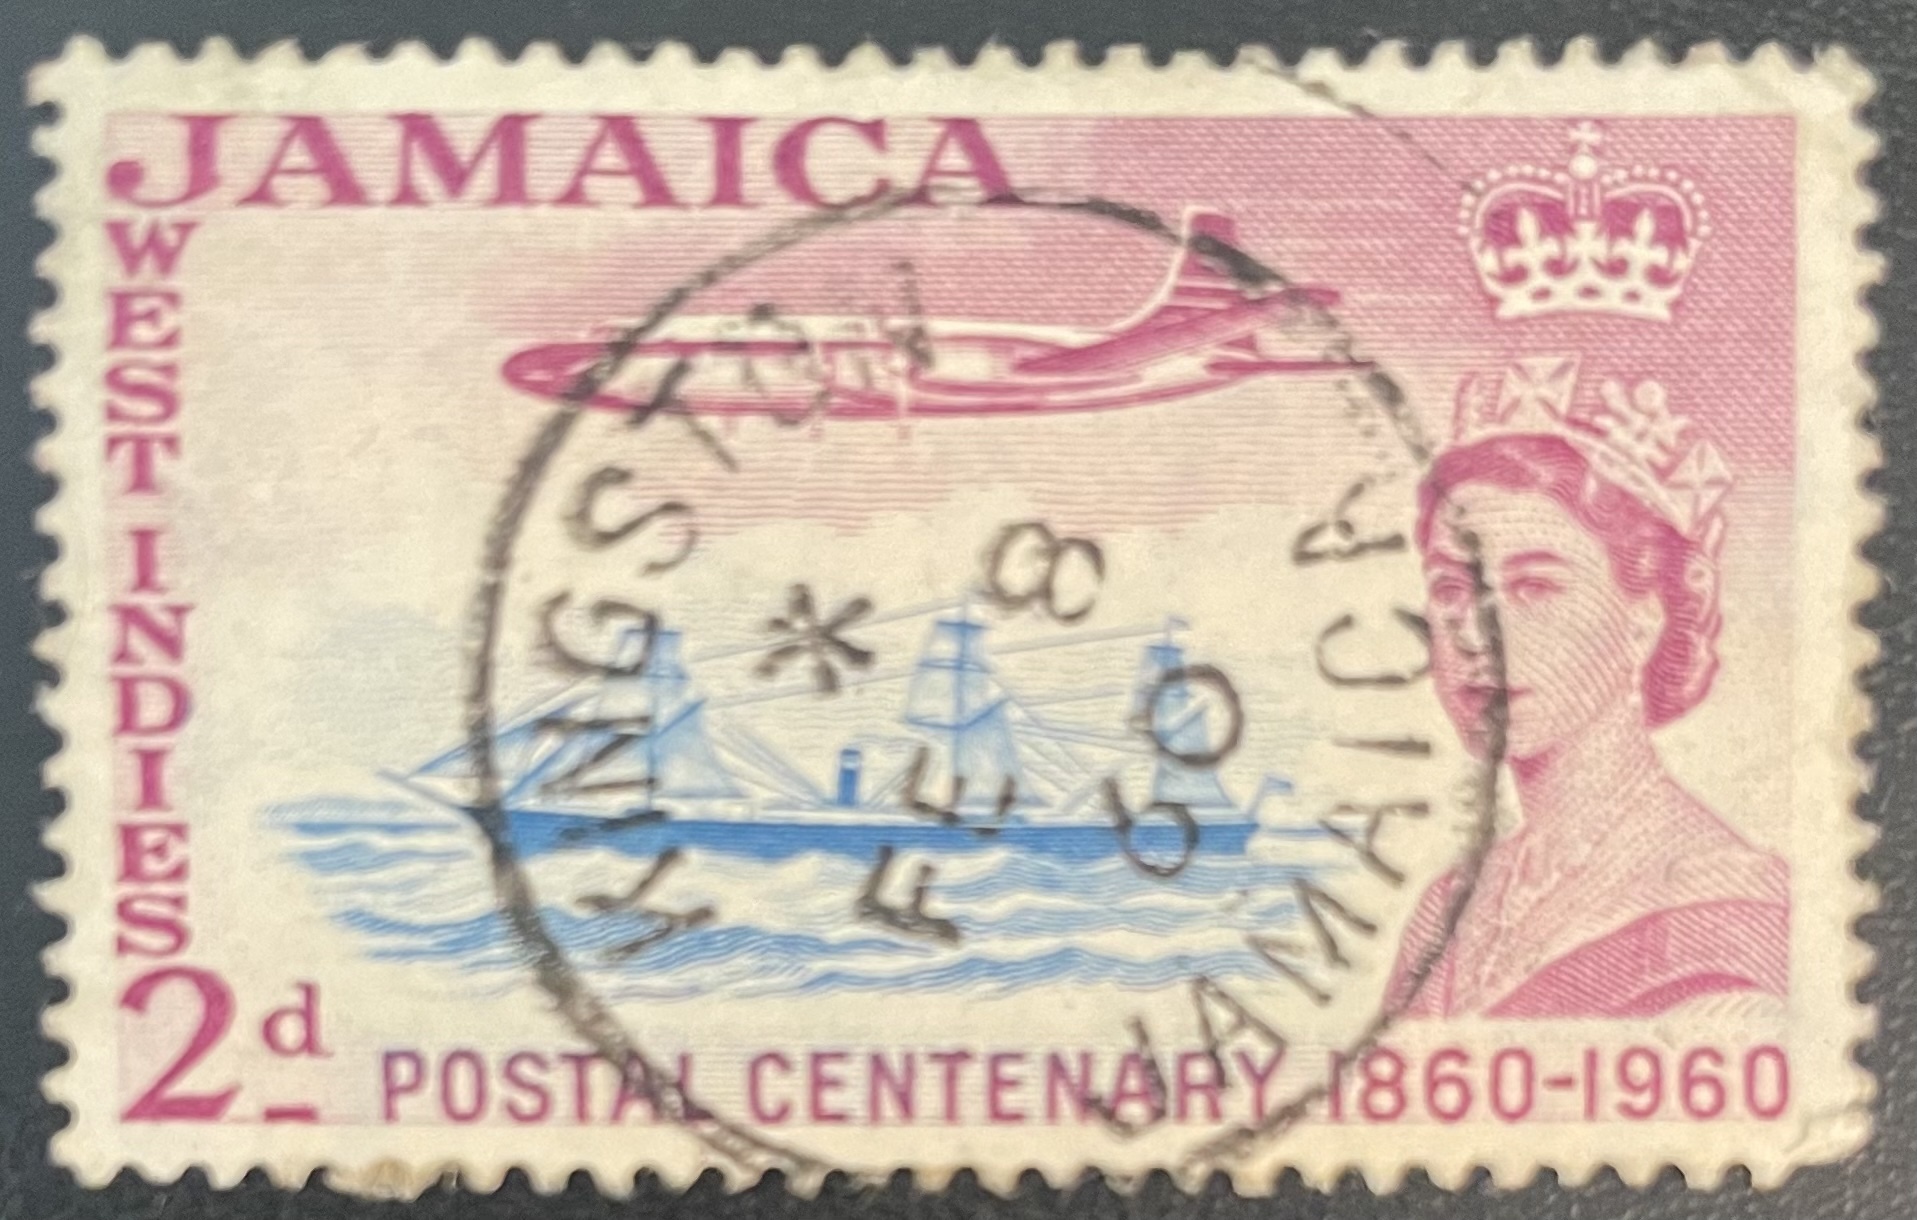 JAMAICA
WEST INDIES
2d
POSTAL CENTENARY 1860-1960
KINGSTON
*
FE 8
60
JAMAICA